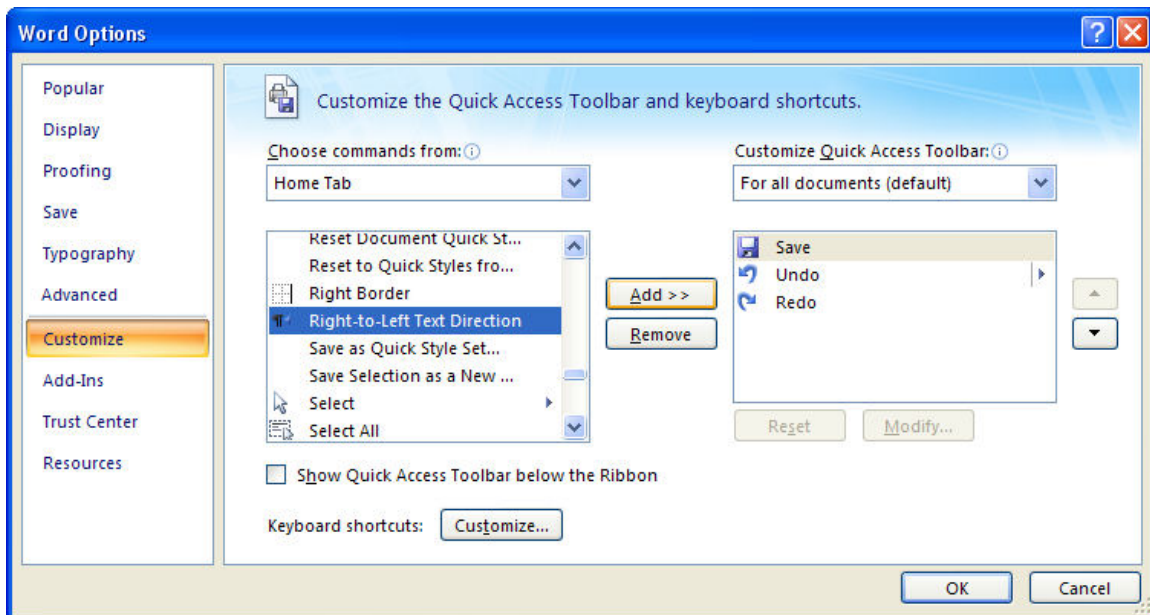 Word Options
Popular
Display
Proofing
Save
Typography
Advanced
Customize
Add-Ins
Trust Center
Resources
Customize the Quick Access Toolbar and keyboard shortcuts.
Choose commands from:
Home Tab
Reset Document Quick St...
Reset to Quick Styles fro...
Right Border
Right-to-Left Text Direction
Save as Quick Style Set...
Save Selection as a New ...
Select
Select All
Add >>
Remove
Customize Quick Access Toolbar:
For all documents (default)
Save
Undo
Redo
Reset
Modify...
Show Quick Access Toolbar below the Ribbon
Keyboard shortcuts:
Customize...
OK
Cancel